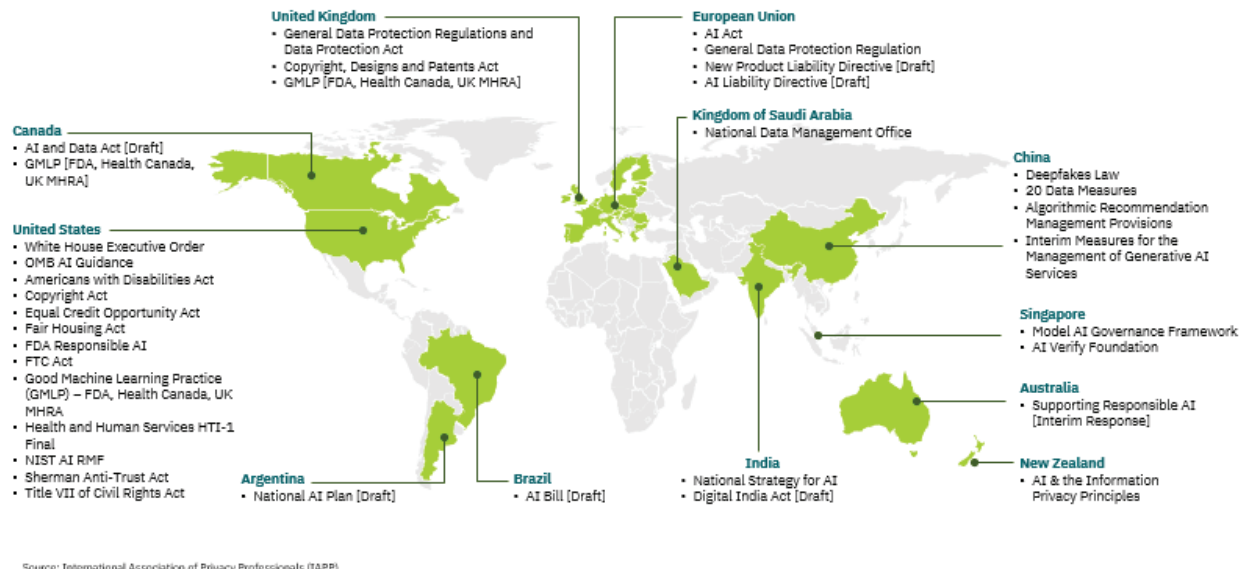 United Kingdom
▪ General Data Protection Regulations and
Data Protection Act
▪ Copyright, Designs and Patents Act
▪ GMLP [FDA, Health Canada, UK MHRA]
European Union
▪ AI Act
▪ General Data Protection Regulation
▪ New Product Liability Directive [Draft]
▪ AI Liability Directive [Draft]
Kingdom of Saudi Arabia
▪ National Data Management Office
Canada
▪ AI and Data Act [Draft]
▪ GMLP [FDA, Health Canada,
UK MHRA]
China
▪ Deepfakes Law
▪ 20 Data Measures
▪ Algorithmic Recommendation
Management Provisions
▪ Interim Measures for the
Management of Generative AI
Services
United States
▪ White House Executive Order
▪ OMB AI Guidance
▪ Americans with Disabilities Act
▪ Copyright Act
▪ Equal Credit Opportunity Act
▪ Fair Housing Act
▪ FDA Responsible AI
▪ FTC Act
▪ Good Machine Learning Practice
(GMLP) – FDA, Health Canada, UK
MHRA
▪ Health and Human Services HTI-1
Final
▪ NIST AI RMF
▪ Sherman Anti-Trust Act
▪ Title VII of Civil Rights Act
Singapore
▪ Model AI Governance Framework
▪ AI Verify Foundation
Australia
▪ Supporting Responsible AI
[Interim Response]
Argentina
▪ National AI Plan [Draft]
Brazil
▪ AI Bill [Draft]
India
▪ National Strategy for AI
▪ Digital India Act [Draft]
New Zealand
▪ AI & the Information
Privacy Principles
Source: International Association of Privacy Professionals (IAPP)